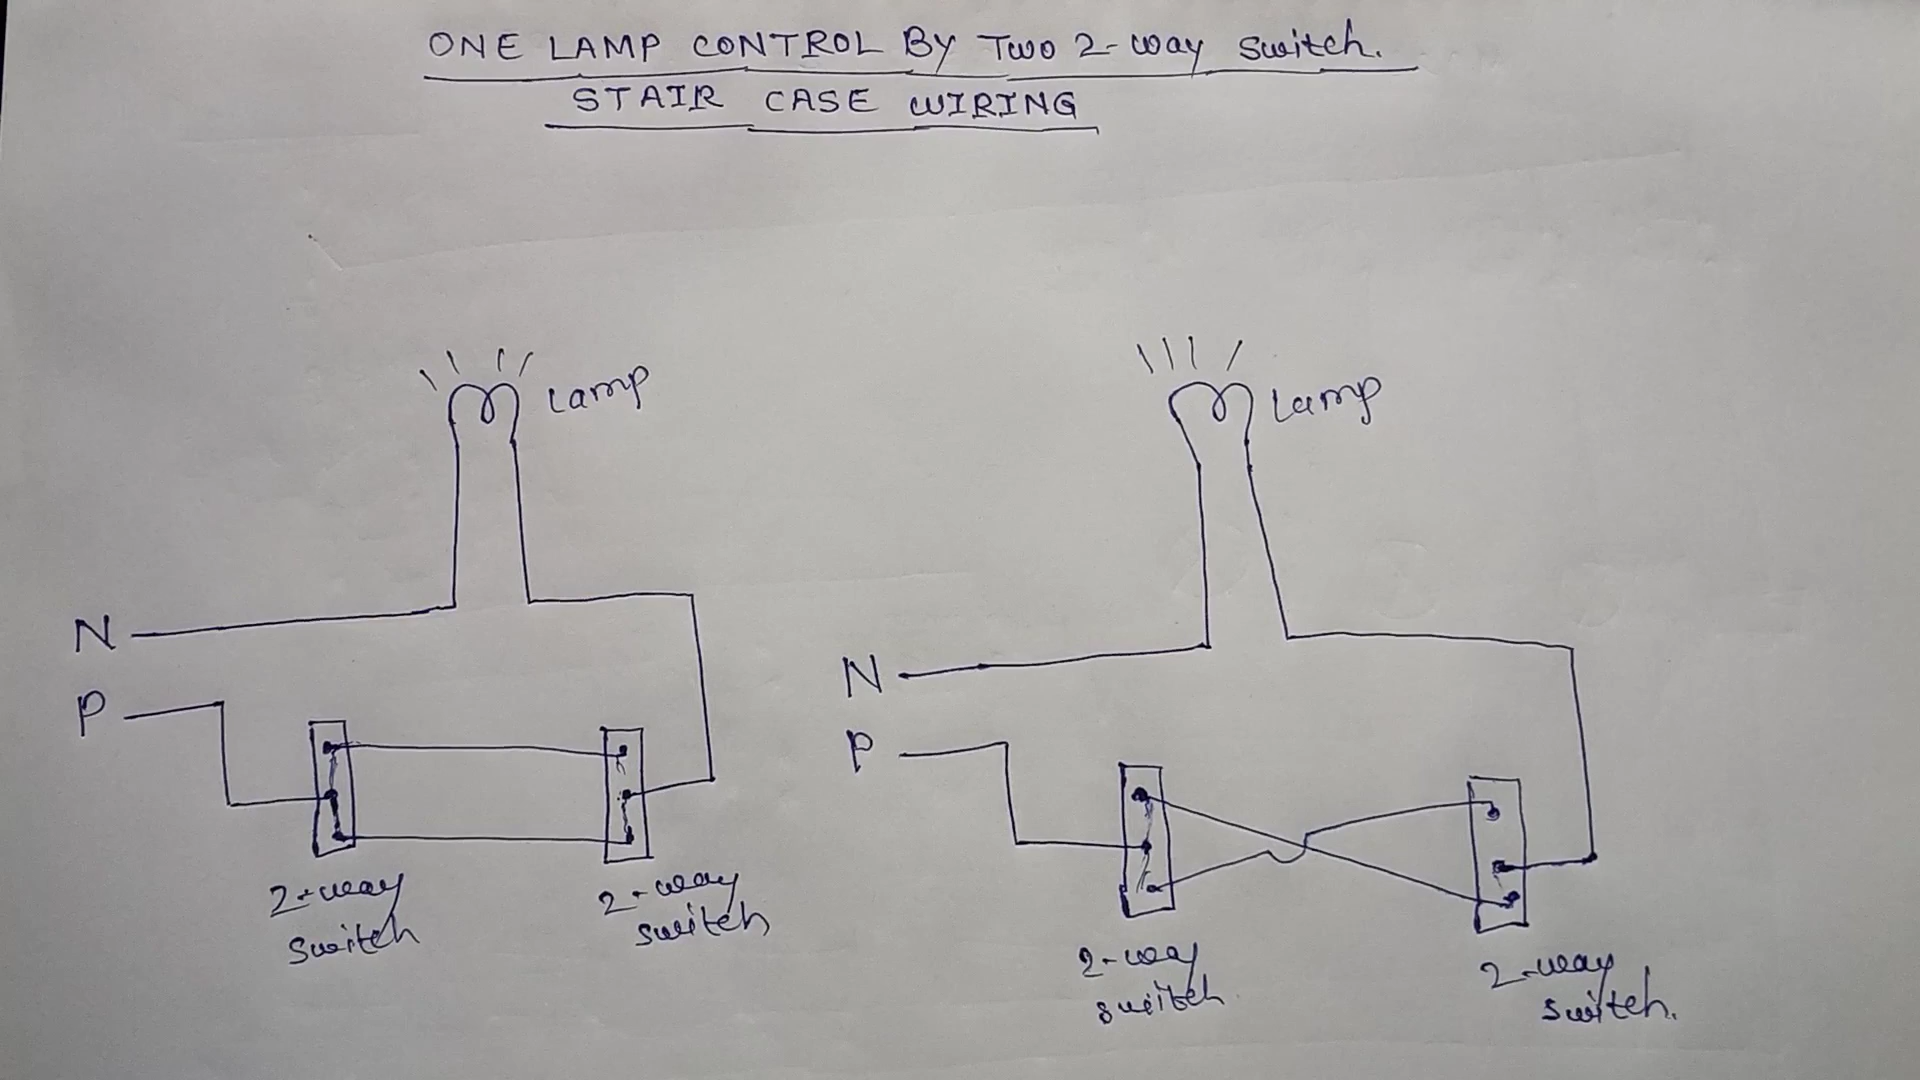 ONE LAMP CONTROL BY TWO 2-way Switch.
STAIR CASE WIRING
Lamp
N
P
2-way
Switch
2-way
switch
Lamp
N
P
2-way
switch
2-way
switch.